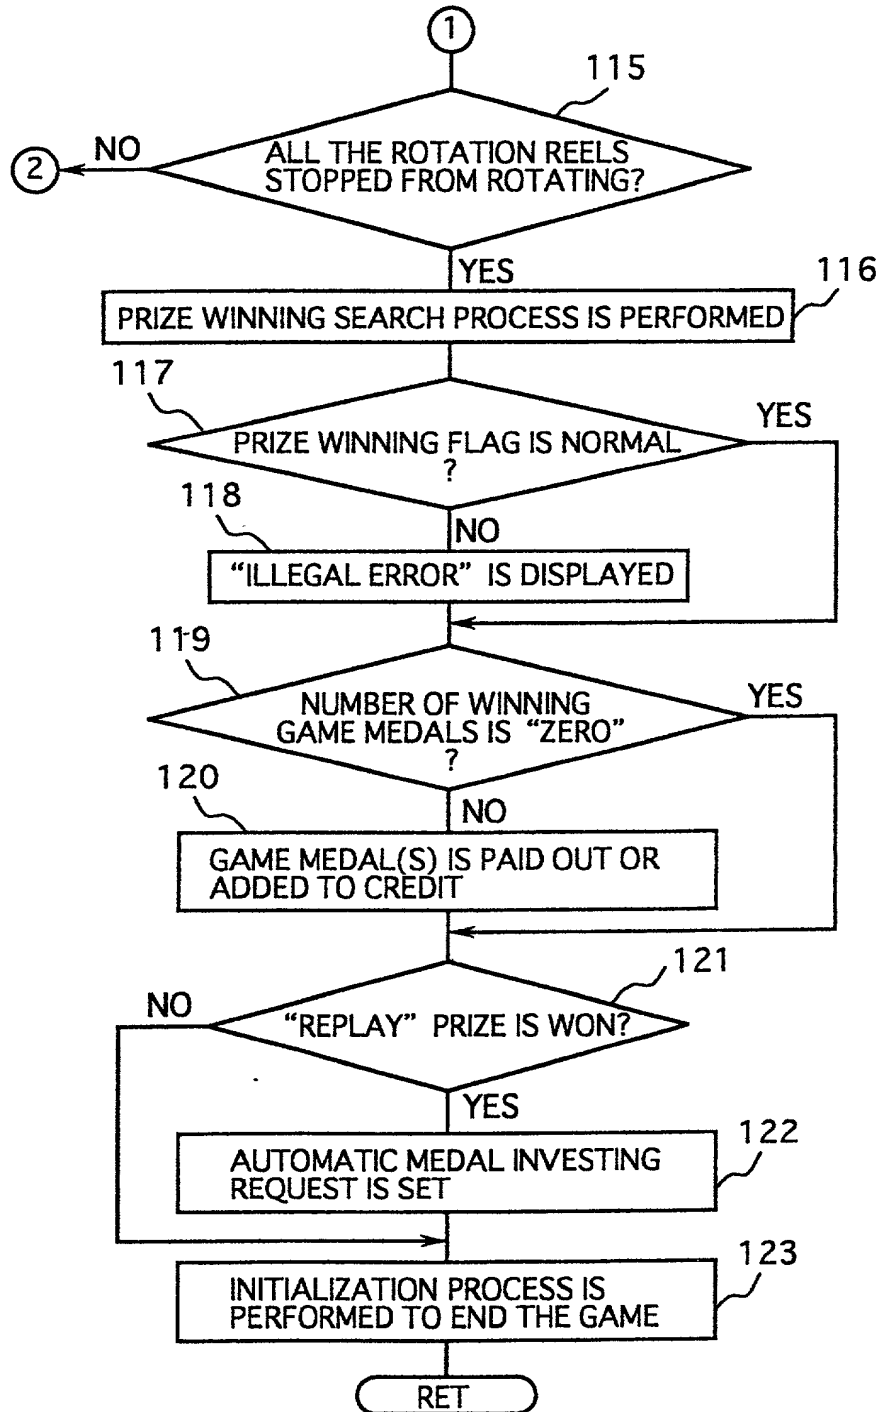 1
115
2
NO
ALL THE ROTATION REELS
STOPPED FROM ROTATING?
YES
116
PRIZE WINNING SEARCH PROCESS IS PERFORMED
117
YES
PRIZE WINNING FLAG IS NORMAL
?
118
NO
“ILLEGAL ERROR” IS DISPLAYED
119
YES
NUMBER OF WINNING
GAME MEDALS IS “ZERO”
?
120
NO
GAME MEDAL(S) IS PAID OUT OR
ADDED TO CREDIT
121
NO
“REPLAY” PRIZE IS WON?
YES
122
AUTOMATIC MEDAL INVESTING
REQUEST IS SET
123
INITIALIZATION PROCESS IS
PERFORMED TO END THE GAME
RET